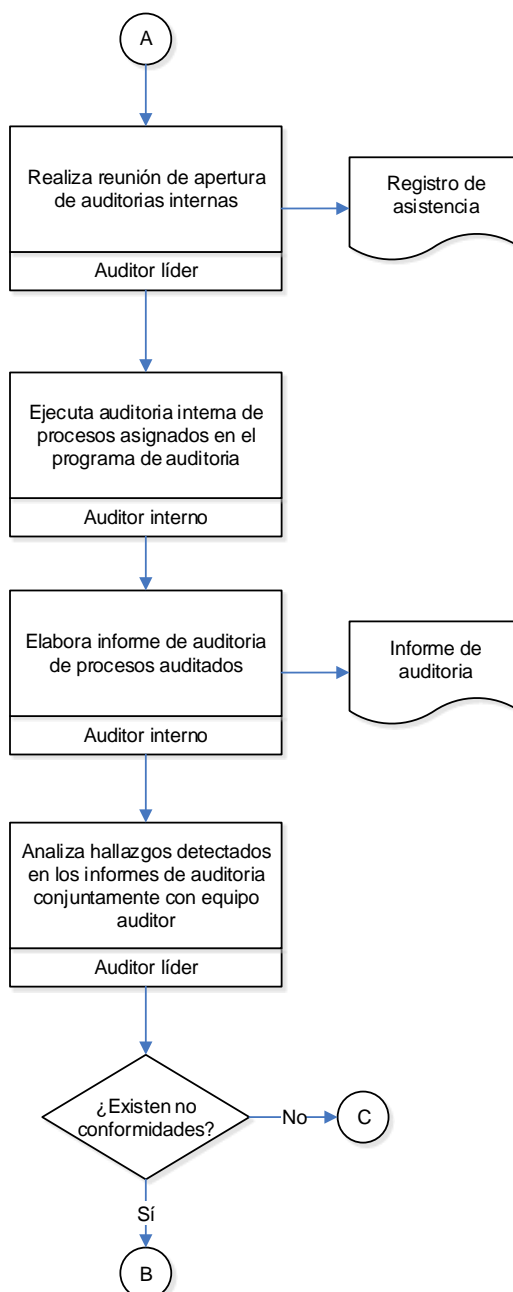 A
Realiza reunión de apertura
de auditorias internas
Auditor líder
Registro de
asistencia
Ejecuta auditoria interna de
procesos asignados en el
programa de auditoria
Auditor interno
Elabora informe de auditoria
de procesos auditados
Auditor interno
Informe de
auditoria
Analiza hallazgos detectados
en los informes de auditoria
conjuntamente con equipo
auditor
Auditor líder
¿Existen no
conformidades?
No
C
Sí
B